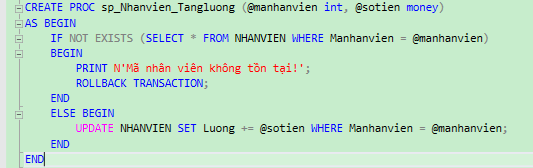 CREATE PROC sp_Nhanvien_Tangluong (@manhanvien int, @sotien money)
AS BEGIN
    IF NOT EXISTS (SELECT * FROM NHANVIEN WHERE Manhanvien = @manhanvien)
    BEGIN
        PRINT N'Mã nhân viên không tồn tại!';
        ROLLBACK TRANSACTION;
    END
    ELSE BEGIN
        UPDATE NHANVIEN SET Luong += @sotien WHERE Manhanvien = @manhanvien;
    END
END